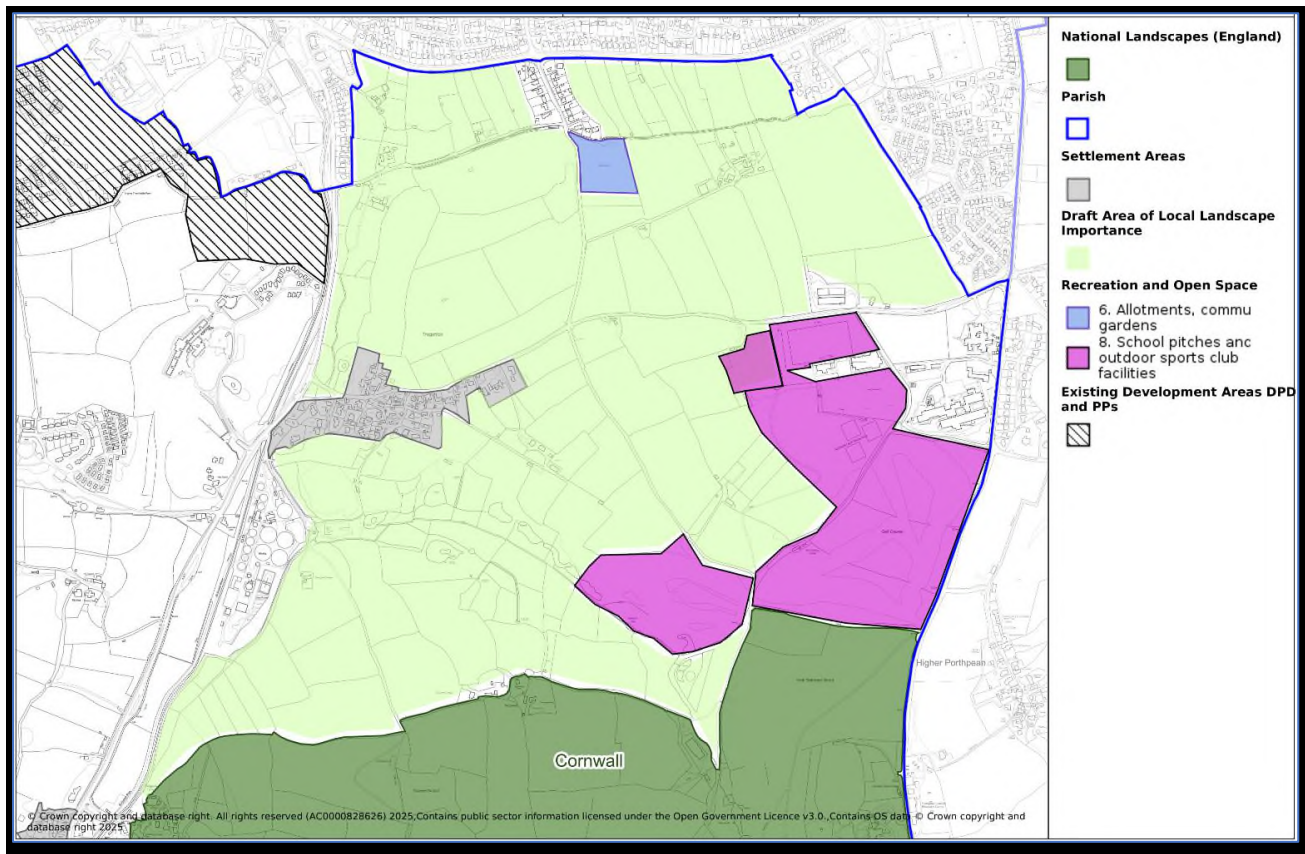 National Landscapes (England)
Parish
Settlement Areas
Draft Area of Local Landscape
Importance
Recreation and Open Space
6. Allotments, commu
gardens
8. School pitches anc
outdoor sports club
facilities
Existing Development Areas DPD
and PPs
Tregorrick
Golf Course
Higher Porthpean
Cornwall
© Crown copyright and database right. All rights reserved (AC0000828626) 2025,Contains public sector information licensed under the Open Government Licence v3.0.,Contains OS data © Crown copyright and
database right 2025